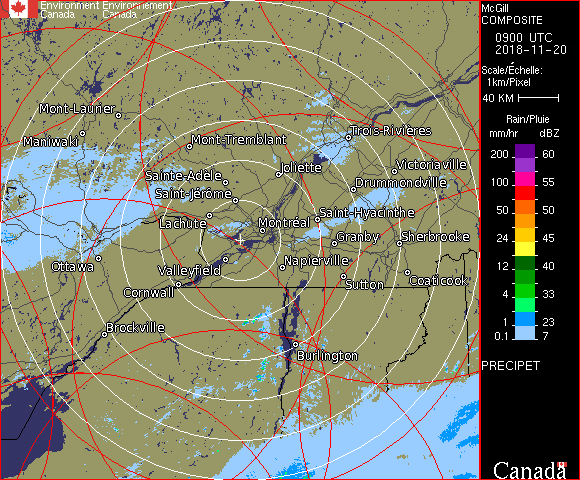 Environment Environnement
Canada Canada
McGill
COMPOSITE
0900 UTC
2018-11-20
Scale/Échelle:
1km/Pixel
40 KM
Rain/Pluie
mm/hr dBZ
200 60
100 55
50 50
24 45
12 40
4 33
1 23
0.1 7
PRECIPET
Canada
Mont-Laurier
Maniwaki
Mont-Tremblant
Trois-Rivières
Joliette
Victoriaville
Sainte-Adèle
Drummondville
Saint-Jérôme
Lachute
Montréal
Saint-Hyacinthe
Granby
Sherbrooke
Ottawa
Valleyfield
Napierville
Coaticook
Cornwall
Sutton
Brockville
Burlington